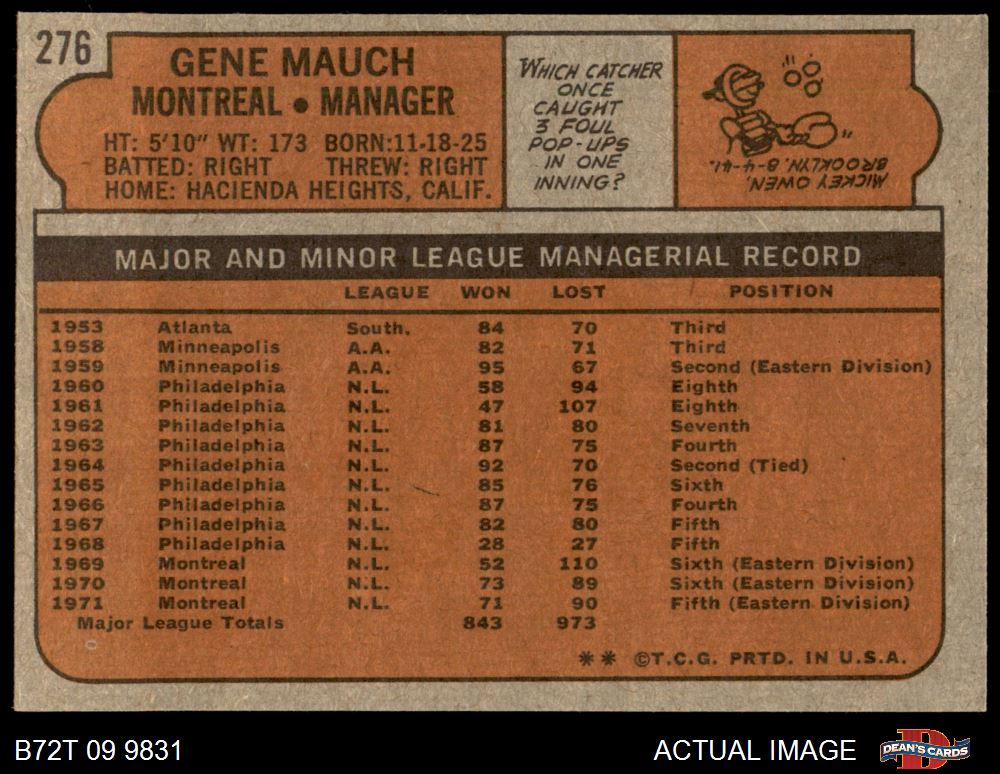 276
GENE MAUCH
MONTREAL • MANAGER
HT: 5'10" WT: 173 BORN:11-18-25
BATTED: RIGHT THREW: RIGHT
HOME: HACIENDA HEIGHTS, CALIF.
WHICH CATCHER
ONCE
CAUGHT
3 FOUL
POP-UPS
IN ONE
INNING?
MICKEY OWEN,
BROOKLYN, 8-4-41.
MAJOR AND MINOR LEAGUE MANAGERIAL RECORD
LEAGUE WON LOST POSITION
1953 Atlanta South. 84 70 Third
1958 Minneapolis A.A. 82 71 Third
1959 Minneapolis A.A. 95 67 Second (Eastern Division)
1960 Philadelphia N.L. 58 94 Eighth
1961 Philadelphia N.L. 47 107 Eighth
1962 Philadelphia N.L. 81 80 Seventh
1963 Philadelphia N.L. 87 75 Fourth
1964 Philadelphia N.L. 92 70 Second (Tied)
1965 Philadelphia N.L. 85 76 Sixth
1966 Philadelphia N.L. 87 75 Fourth
1967 Philadelphia N.L. 82 80 Fifth
1968 Philadelphia N.L. 28 27 Fifth
1969 Montreal N.L. 52 110 Sixth (Eastern Division)
1970 Montreal N.L. 73 89 Sixth (Eastern Division)
1971 Montreal N.L. 71 90 Fifth (Eastern Division)
Major League Totals 843 973
** ©T.C.G. PRTD. IN U.S.A.
B72T 09 9831
ACTUAL IMAGE
DEAN'S CARDS